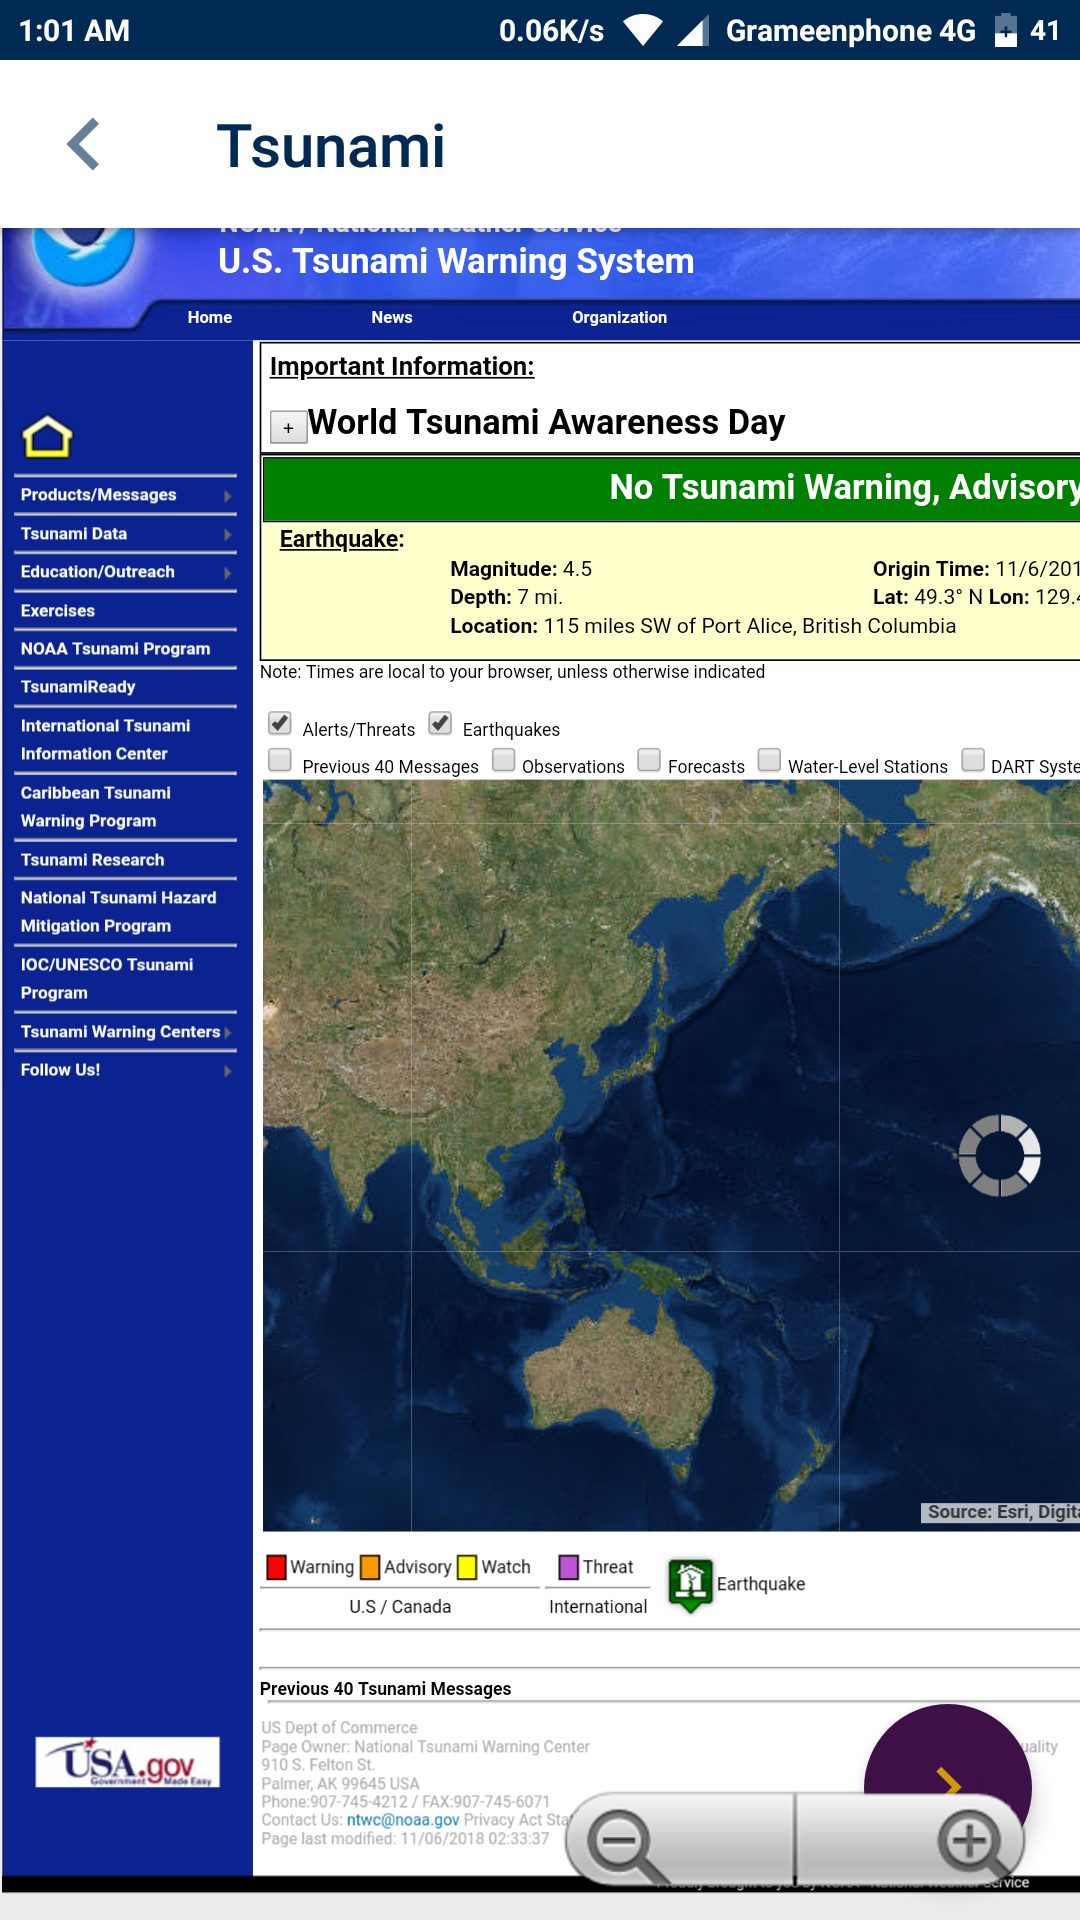 1:01 AM 0.06K/s Grameenphone 4G 41
Tsunami
NOAA / National Weather Service
U.S. Tsunami Warning System
Home News Organization
Important Information:
+ World Tsunami Awareness Day
No Tsunami Warning, Advisory
Earthquake:
Magnitude: 4.5 Origin Time: 11/6/201
Depth: 7 mi. Lat: 49.3° N Lon: 129.4
Location: 115 miles SW of Port Alice, British Columbia
Note: Times are local to your browser, unless otherwise indicated
Alerts/Threats Earthquakes
Previous 40 Messages Observations Forecasts Water-Level Stations DART Syste
Products/Messages
Tsunami Data
Education/Outreach
Exercises
NOAA Tsunami Program
TsunamiReady
International Tsunami
Information Center
Caribbean Tsunami
Warning Program
Tsunami Research
National Tsunami Hazard
Mitigation Program
IOC/UNESCO Tsunami
Program
Tsunami Warning Centers
Follow Us!
Source: Esri, Digita
Warning Advisory Watch Threat Earthquake
U.S / Canada International
Previous 40 Tsunami Messages
US Dept of Commerce
Page Owner: National Tsunami Warning Center uality
910 S. Felton St.
Palmer, AK 99645 USA
Phone:907-745-4212 / FAX:907-745-6071
Contact Us: ntwc@noaa.gov Privacy Act Sta
Page last modified: 11/06/2018 02:33:37
USA.gov
Government Made Easy
Service